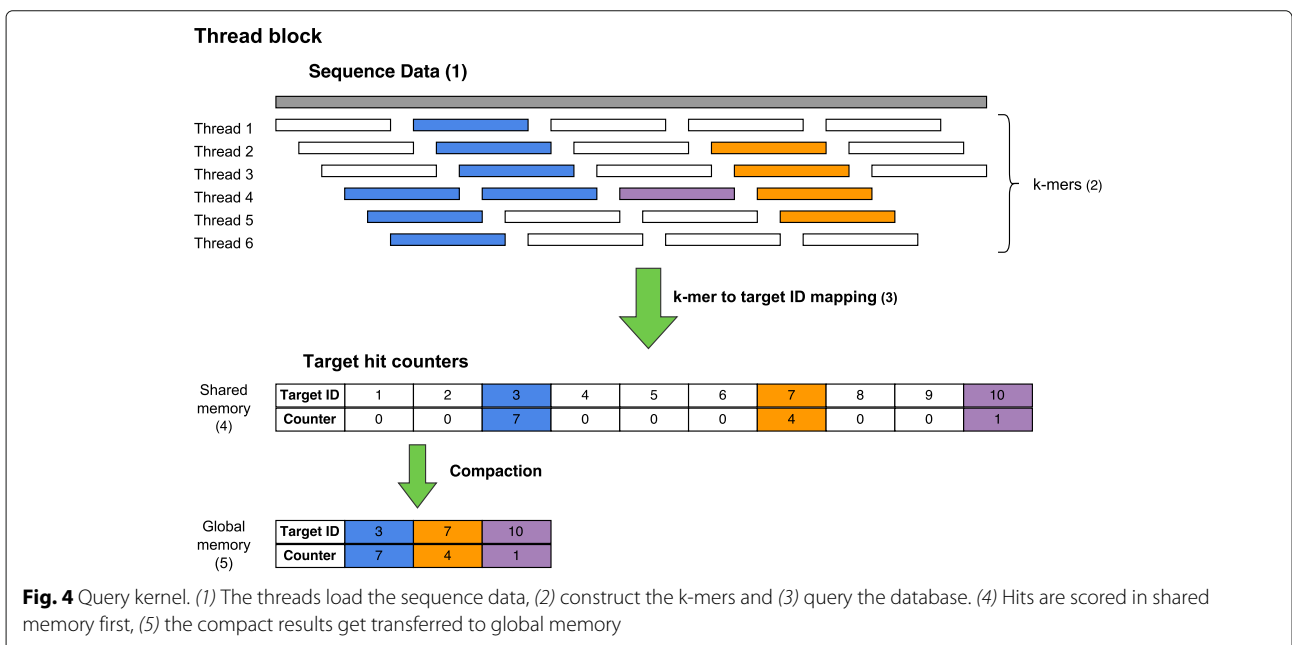 Thread block
Sequence Data (1)
Thread 1
Thread 2
Thread 3
Thread 4
Thread 5
Thread 6
k-mers (2)
k-mer to target ID mapping (3)
Target hit counters
Shared memory (4)
Target ID 1 2 3 4 5 6 7 8 9 10
Counter 0 0 7 0 0 0 4 0 0 1
Compaction
Global memory (5)
Target ID 3 7 10
Counter 7 4 1
Fig. 4 Query kernel. (1) The threads load the sequence data, (2) construct the k-mers and (3) query the database. (4) Hits are scored in shared
memory first, (5) the compact results get transferred to global memory